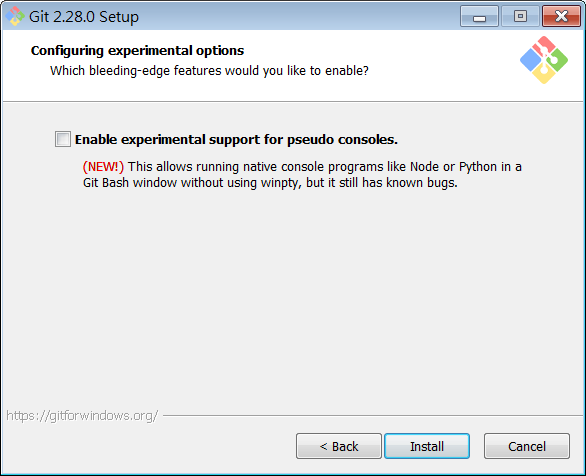 Git 2.28.0 Setup
Configuring experimental options
Which bleeding-edge features would you like to enable?
Enable experimental support for pseudo consoles.
(NEW!) This allows running native console programs like Node or Python in a
Git Bash window without using winpty, but it still has known bugs.
https://gitforwindows.org/
< Back
Install
Cancel